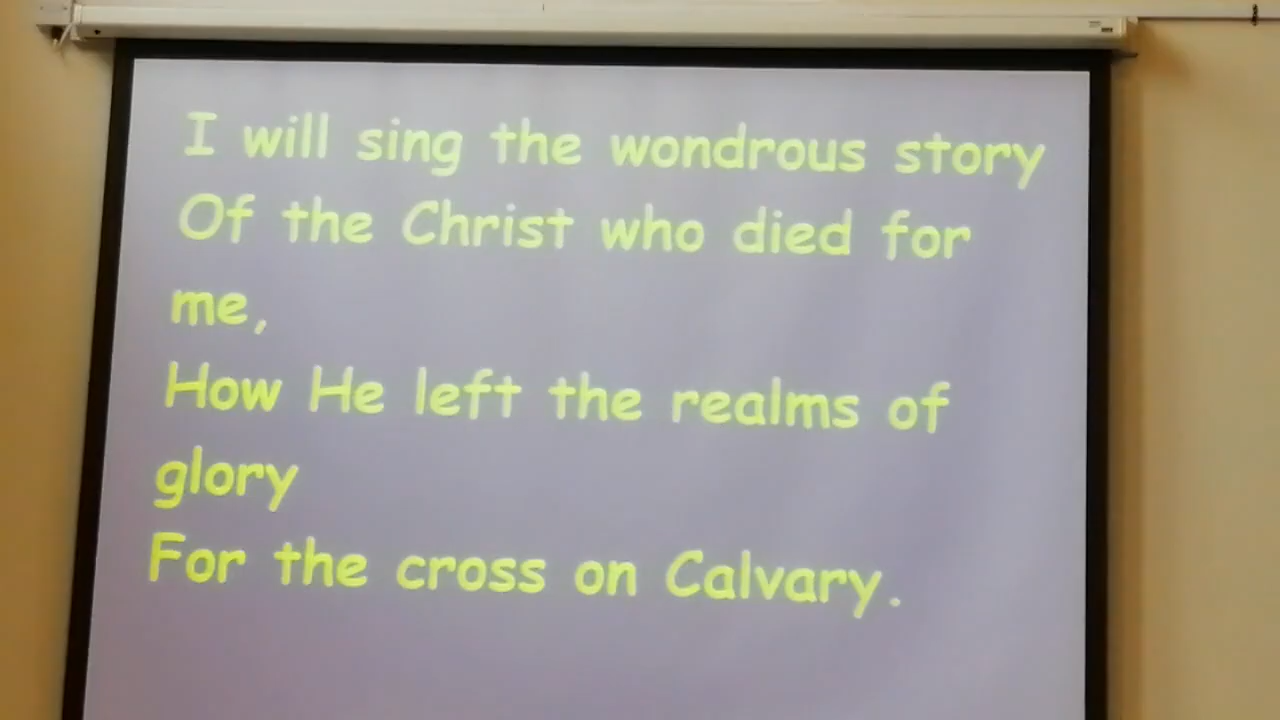 I will sing the wondrous story
Of the Christ who died for
me,
How He left the realms of
glory
For the cross on Calvary.